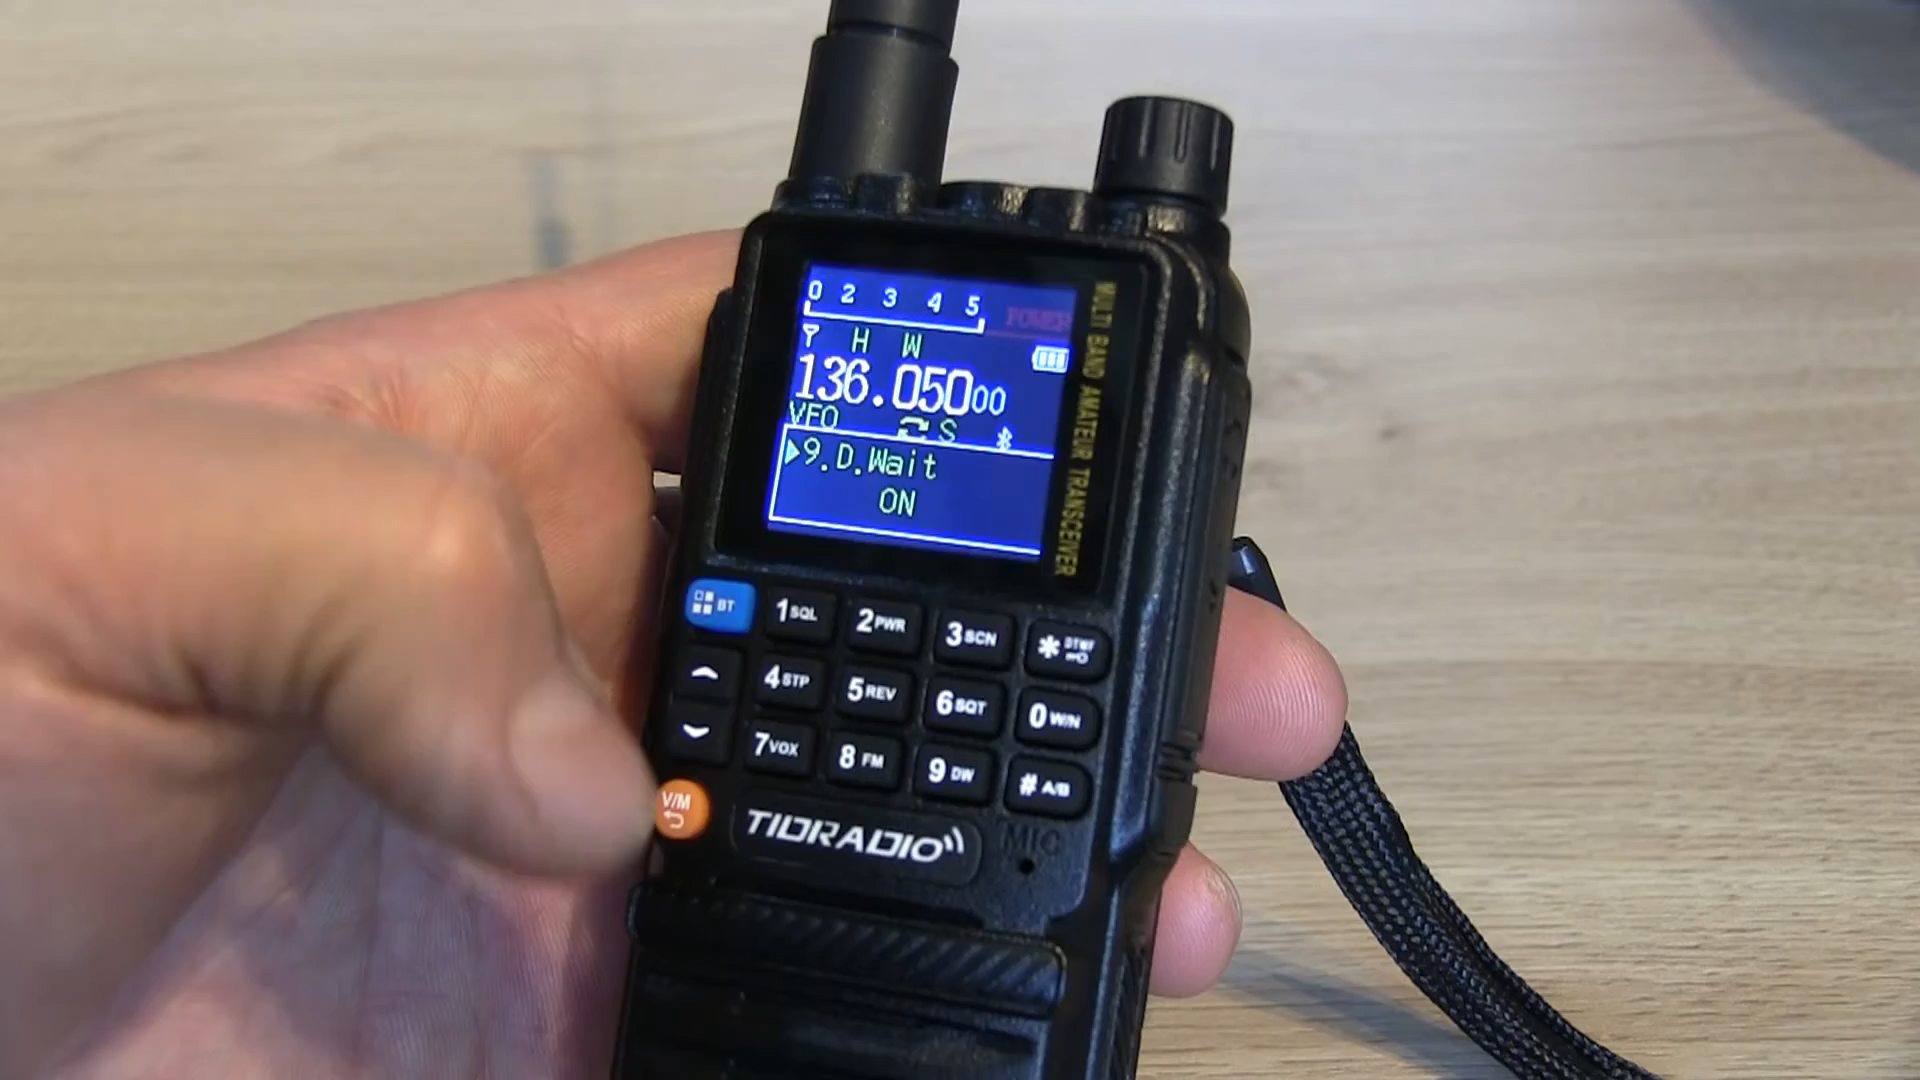 0 2 3 4 5
POWER
H W
136.05000
VFO S
9.D.Wait
ON
MULTI BAND AMATEUR TRANSCEIVER
BT 1SQL 2PWR 3SCN *DTMF
4STP 5REV 6SQT 0W/N
7VOX 8FM 9DW #A/B
V/M
TIDRADIO
MIC